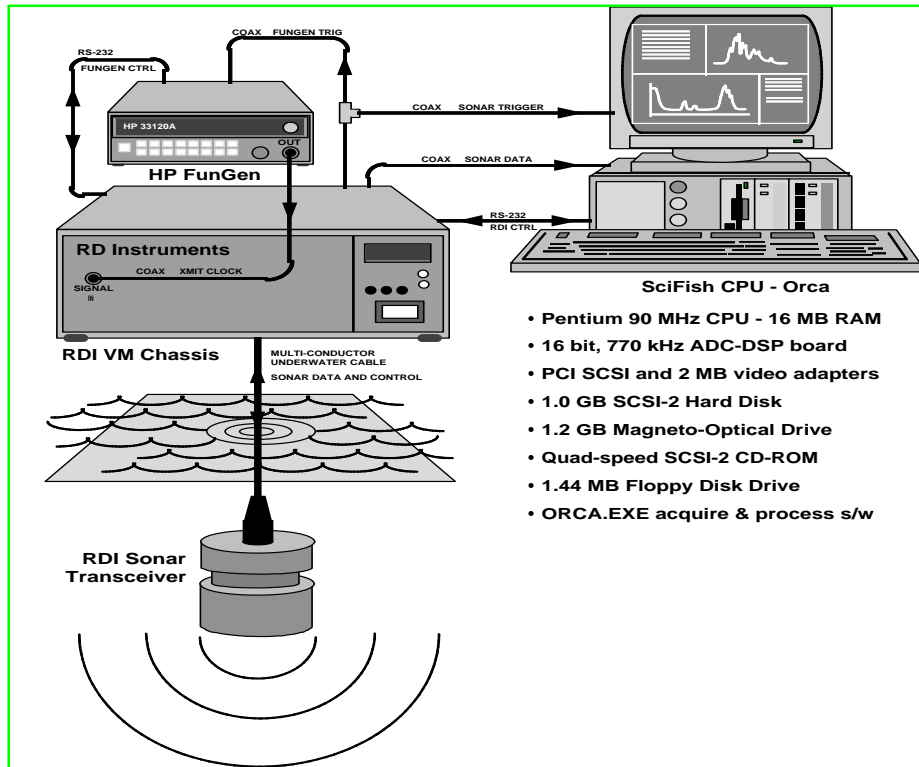 COAX FUNGEN TRIG
RS-232
FUNGEN CTRL
HP 33120A
OUT
HP FunGen
COAX SONAR TRIGGER
COAX SONAR DATA
RS-232
RDI CTRL
RD Instruments
COAX XMIT CLOCK
SIGNAL
IN
RDI VM Chassis
MULTI-CONDUCTOR
UNDERWATER CABLE
SONAR DATA AND CONTROL
RDI Sonar
Transceiver
SciFish CPU - Orca
• Pentium 90 MHz CPU - 16 MB RAM
• 16 bit, 770 kHz ADC-DSP board
• PCI SCSI and 2 MB video adapters
• 1.0 GB SCSI-2 Hard Disk
• 1.2 GB Magneto-Optical Drive
• Quad-speed SCSI-2 CD-ROM
• 1.44 MB Floppy Disk Drive
• ORCA.EXE acquire & process s/w